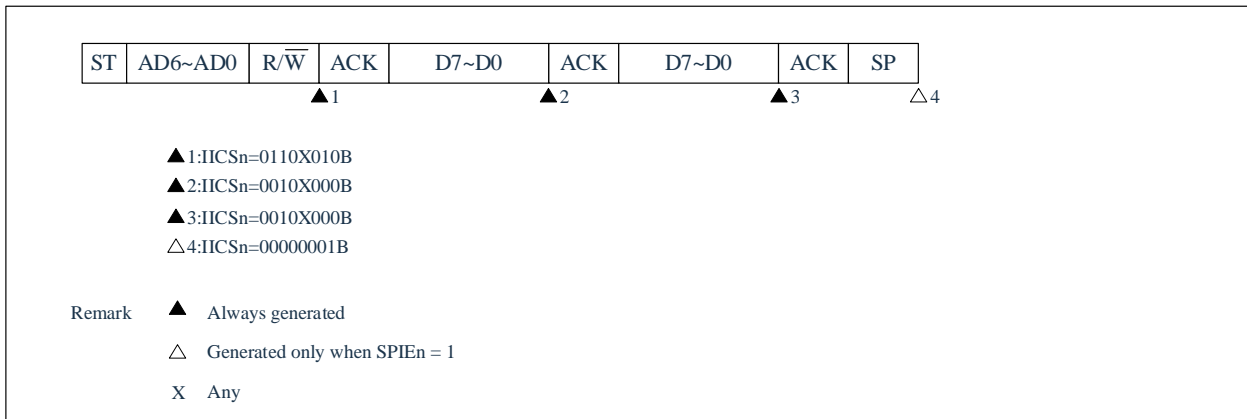 ST AD6~AD0 R/W̅ ACK D7~D0 ACK D7~D0 ACK SP
▲1 ▲2 ▲3 △4
▲1:IICSn=0110X010B
▲2:IICSn=0010X000B
▲3:IICSn=0010X000B
△4:IICSn=00000001B
Remark ▲ Always generated
△ Generated only when SPIEn = 1
X Any